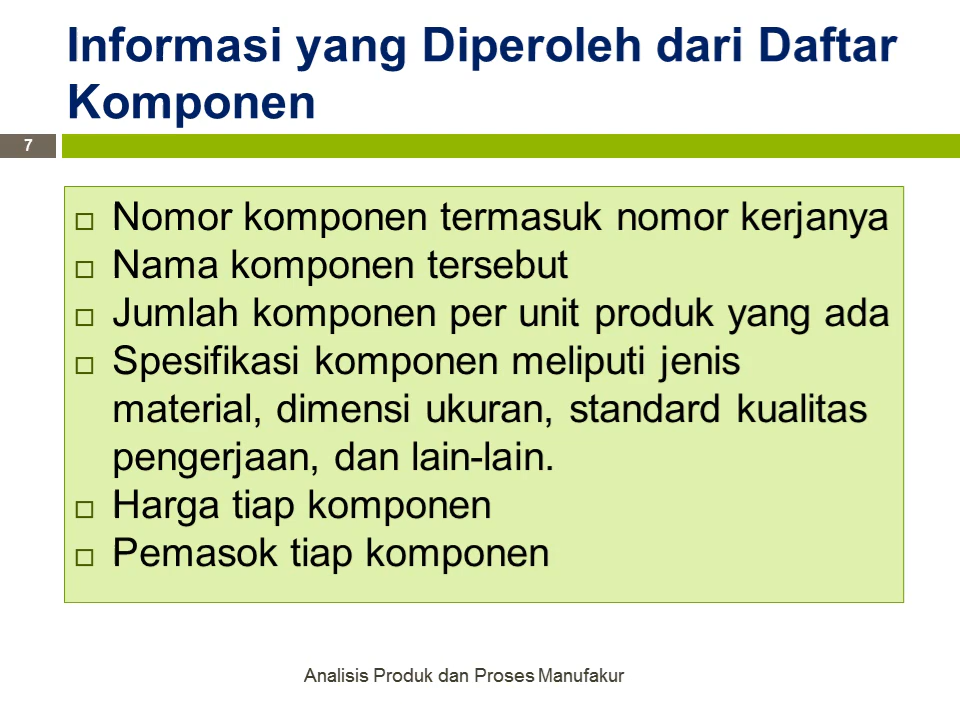 Informasi yang Diperoleh dari Daftar
Komponen
7
Nomor komponen termasuk nomor kerjanya
Nama komponen tersebut
Jumlah komponen per unit produk yang ada
Spesifikasi komponen meliputi jenis
material, dimensi ukuran, standard kualitas
pengerjaan, dan lain-lain.
Harga tiap komponen
Pemasok tiap komponen
Analisis Produk dan Proses Manufakur